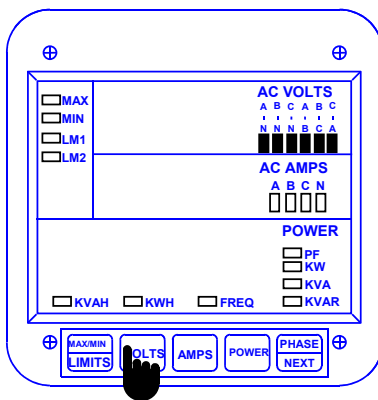 AC VOLTS
MAX
A B C A B C
MIN
- - - - - -
N N N B C A
LM1
LM2
AC AMPS
A B C N
POWER
PF
KW
KVA
KVAH KWH FREQ KVAR
MAX/MIN
LIMITS
VOLTS
AMPS
POWER
PHASE
NEXT